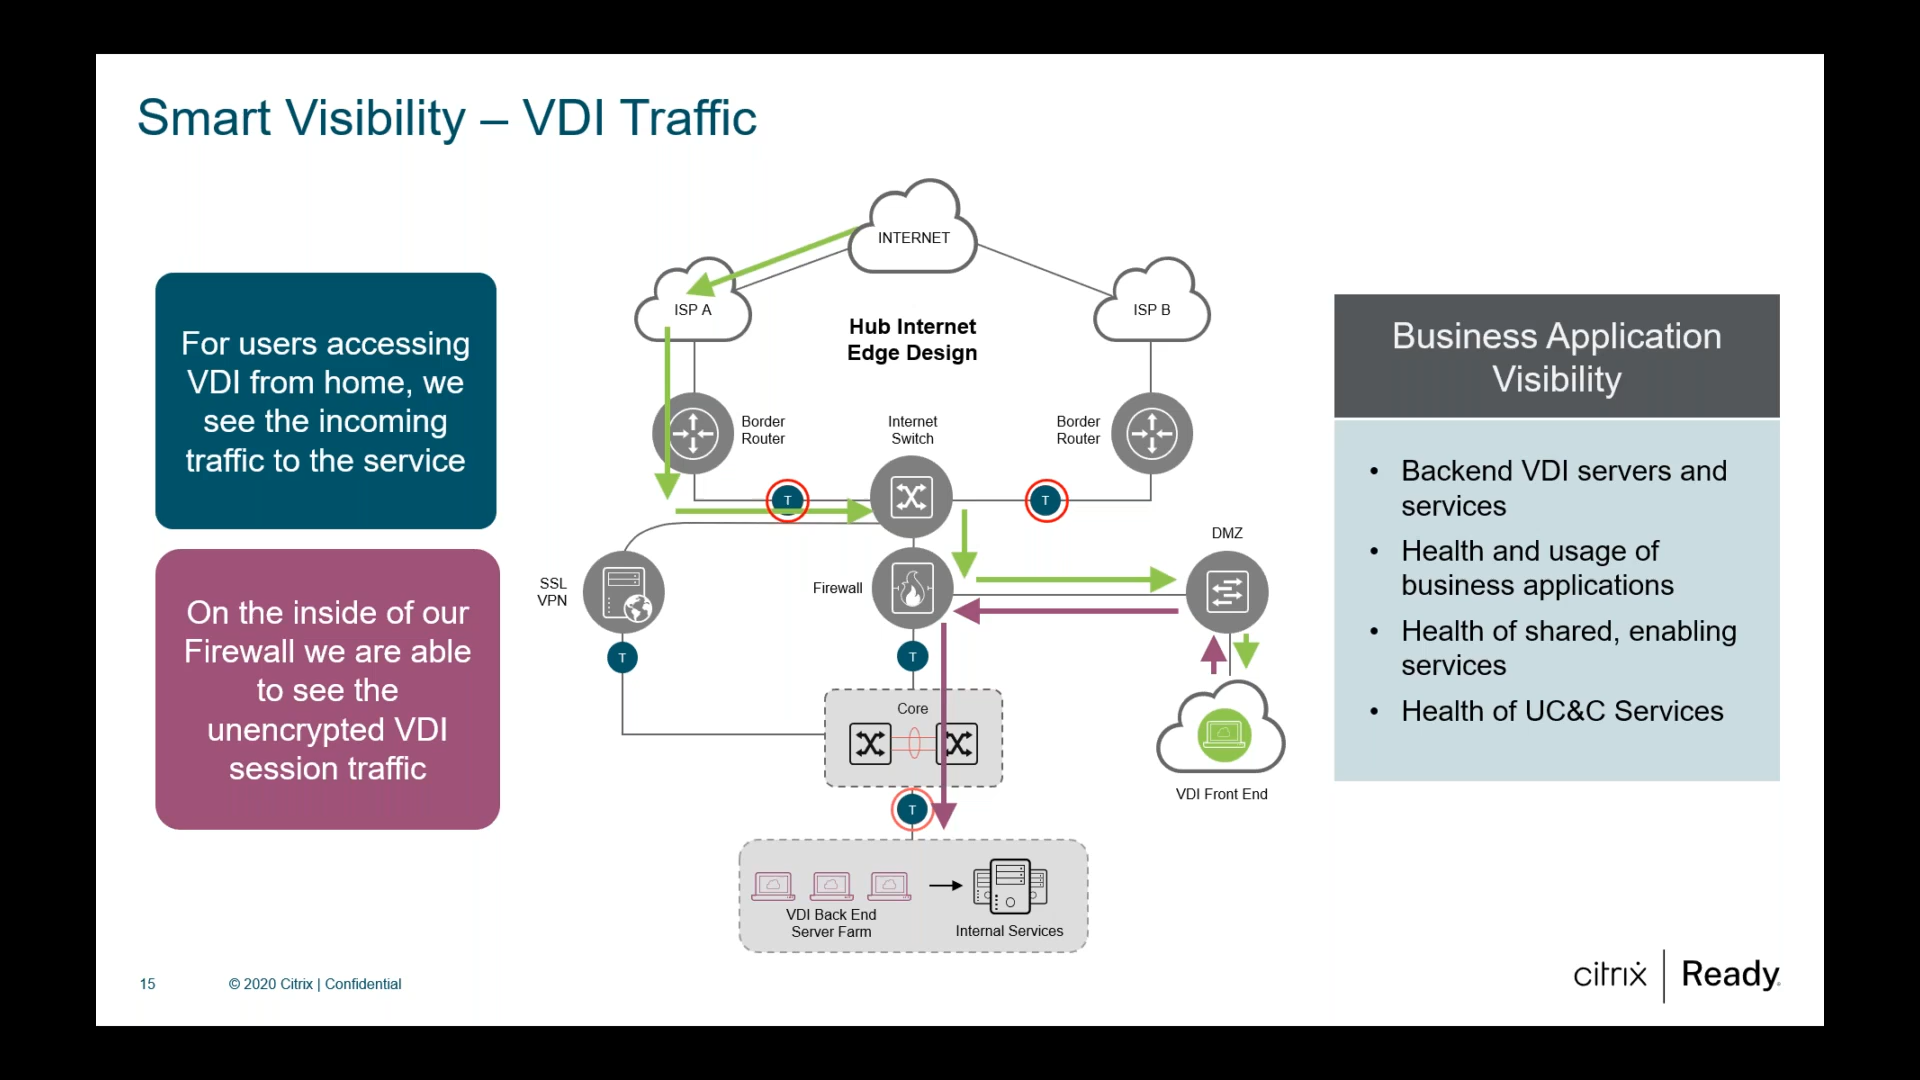 Smart Visibility – VDI Traffic
For users accessing
VDI from home, we
see the incoming
traffic to the service
On the inside of our
Firewall we are able
to see the
unencrypted VDI
session traffic
INTERNET
ISP A
ISP B
Hub Internet
Edge Design
Border
Router
Internet
Switch
Border
Router
T
T
DMZ
SSL
VPN
Firewall
T
T
Core
T
VDI Front End
VDI Back End
Server Farm
Internal Services
Business Application
Visibility
• Backend VDI servers and
services
• Health and usage of
business applications
• Health of shared, enabling
services
• Health of UC&C Services
15
© 2020 Citrix | Confidential
citrix | Ready